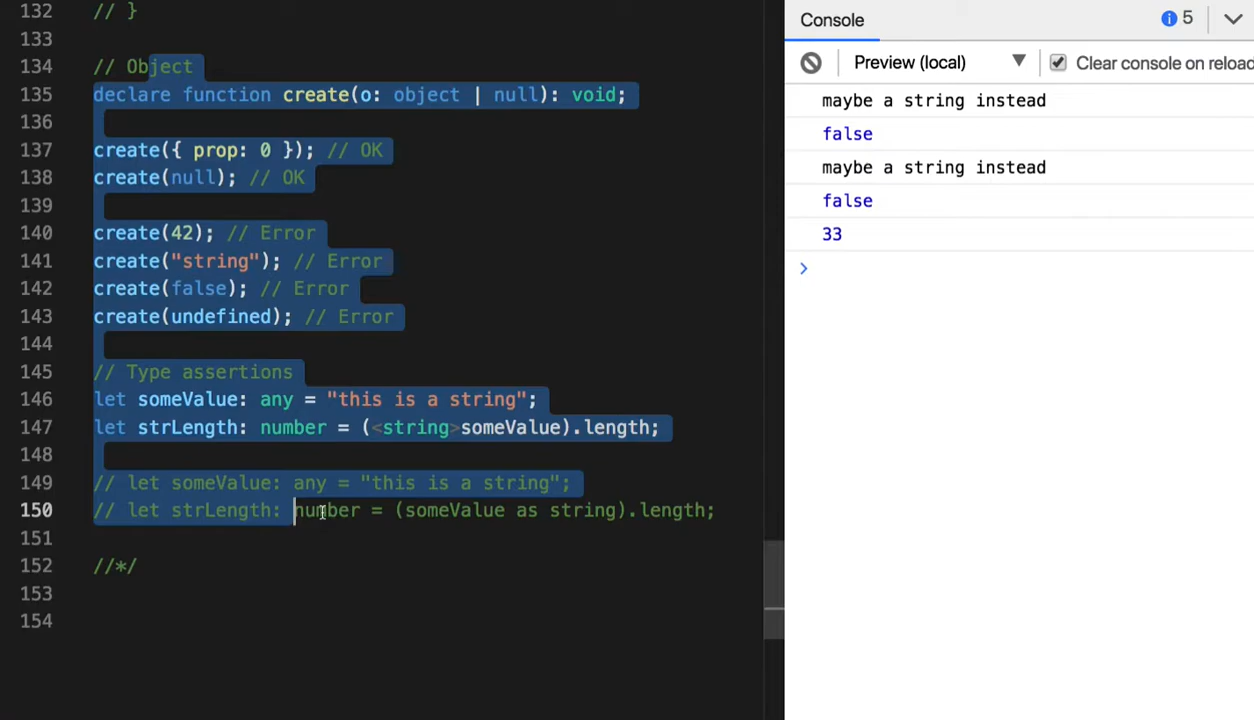 132 // }
133
134 // Object
135 declare function create(o: object | null): void;
136
137 create({ prop: 0 }); // OK
138 create(null); // OK
139
140 create(42); // Error
141 create("string"); // Error
142 create(false); // Error
143 create(undefined); // Error
144
145 // Type assertions
146 let someValue: any = "this is a string";
147 let strLength: number = (<string>someValue).length;
148
149 // let someValue: any = "this is a string";
150 // let strLength: number = (someValue as string).length;
151
152 //*/
153
154
Console
5
Preview (local)
Clear console on reload
maybe a string instead
false
maybe a string instead
false
33
>